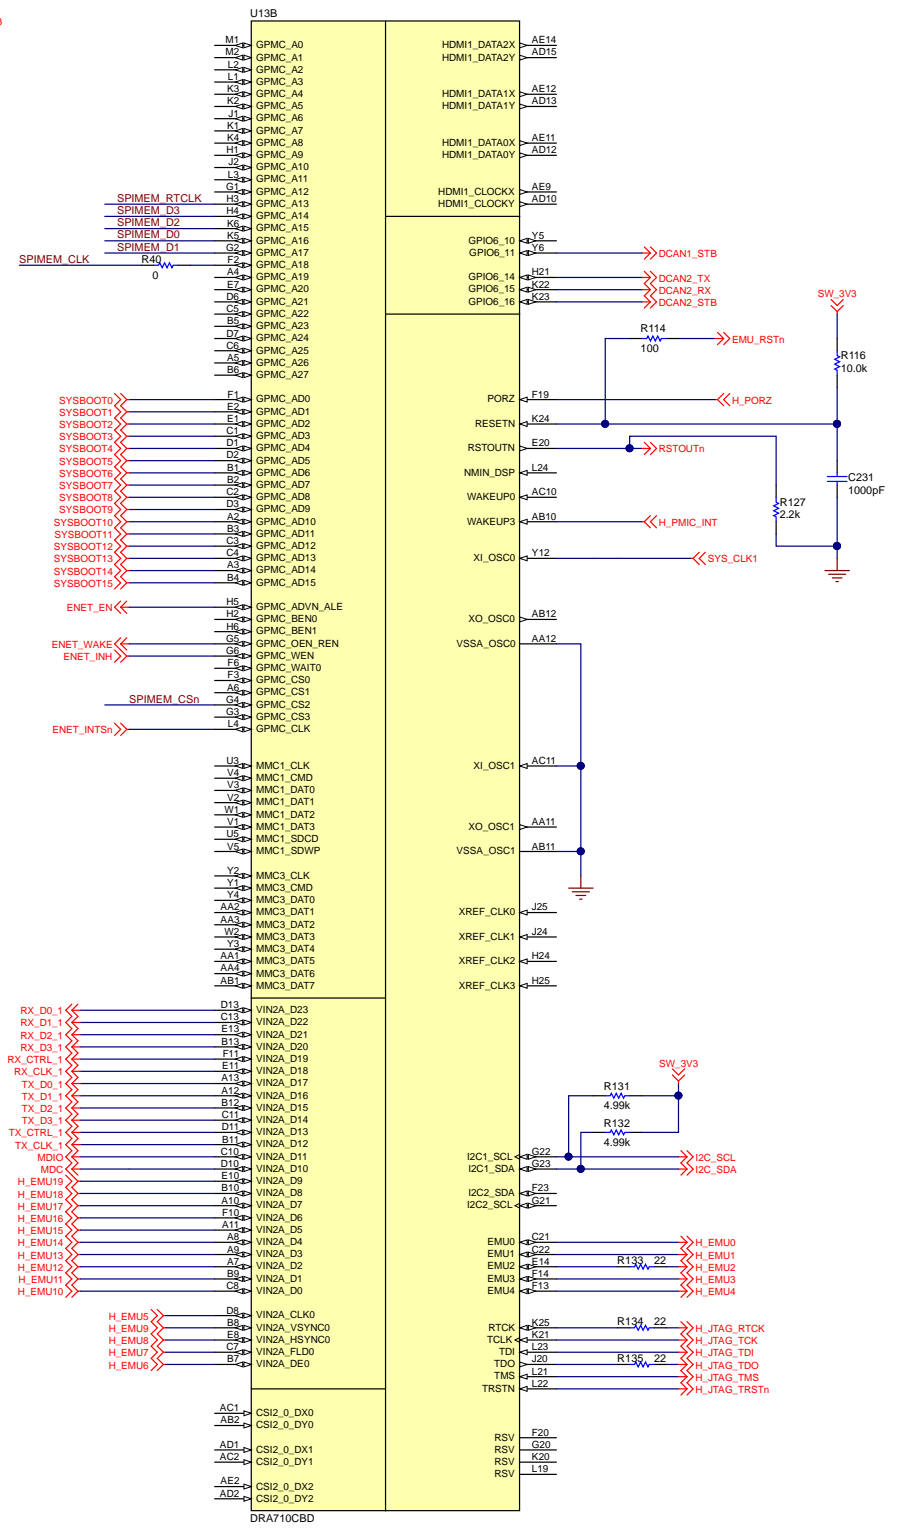 U13B
M1 GPMC_A0
M2 GPMC_A1
L2 GPMC_A2
L1 GPMC_A3
K3 GPMC_A4
K2 GPMC_A5
J1 GPMC_A6
K1 GPMC_A7
K4 GPMC_A8
H1 GPMC_A9
J2 GPMC_A10
L3 GPMC_A11
G1 GPMC_A12
SPIMEM_RTCLK H3 GPMC_A13
SPIMEM_D3 H4 GPMC_A14
SPIMEM_D2 K6 GPMC_A15
SPIMEM_D0 K5 GPMC_A16
SPIMEM_D1 G2 GPMC_A17
SPIMEM_CLK R40 0 F2 GPMC_A18
A4 GPMC_A19
E7 GPMC_A20
D6 GPMC_A21
C5 GPMC_A22
B5 GPMC_A23
D7 GPMC_A24
C6 GPMC_A25
A5 GPMC_A26
B6 GPMC_A27
SYSBOOT0 F1 GPMC_AD0
SYSBOOT1 E2 GPMC_AD1
SYSBOOT2 E1 GPMC_AD2
SYSBOOT3 C1 GPMC_AD3
SYSBOOT4 D1 GPMC_AD4
SYSBOOT5 D2 GPMC_AD5
SYSBOOT6 B1 GPMC_AD6
SYSBOOT7 B2 GPMC_AD7
SYSBOOT8 C2 GPMC_AD8
SYSBOOT9 D3 GPMC_AD9
SYSBOOT10 A2 GPMC_AD10
SYSBOOT11 B3 GPMC_AD11
SYSBOOT12 C3 GPMC_AD12
SYSBOOT13 C4 GPMC_AD13
SYSBOOT14 A3 GPMC_AD14
SYSBOOT15 B4 GPMC_AD15
ENET_EN H5 GPMC_ADVN_ALE
H2 GPMC_BEN0
H6 GPMC_BEN1
ENET_WAKE G5 GPMC_OEN_REN
ENET_INH G6 GPMC_WEN
F6 GPMC_WAIT0
F3 GPMC_CS0
A6 GPMC_CS1
SPIMEM_CSn G4 GPMC_CS2
G3 GPMC_CS3
ENET_INTSn L4 GPMC_CLK
U3 MMC1_CLK
V4 MMC1_CMD
V3 MMC1_DAT0
V2 MMC1_DAT1
W1 MMC1_DAT2
V1 MMC1_DAT3
U5 MMC1_SDCD
V5 MMC1_SDWP
Y2 MMC3_CLK
Y1 MMC3_CMD
Y4 MMC3_DAT0
AA2 MMC3_DAT1
AA3 MMC3_DAT2
W2 MMC3_DAT3
Y3 MMC3_DAT4
AA1 MMC3_DAT5
AA4 MMC3_DAT6
AB1 MMC3_DAT7
RX_D0_1 D13 VIN2A_D23
RX_D1_1 C13 VIN2A_D22
RX_D2_1 E13 VIN2A_D21
RX_D3_1 B13 VIN2A_D20
RX_CTRL_1 F11 VIN2A_D19
RX_CLK_1 E11 VIN2A_D18
TX_D0_1 A13 VIN2A_D17
TX_D1_1 A12 VIN2A_D16
TX_D2_1 B12 VIN2A_D15
TX_D3_1 C11 VIN2A_D14
TX_CTRL_1 D11 VIN2A_D13
TX_CLK_1 B11 VIN2A_D12
MDIO C10 VIN2A_D11
MDC D10 VIN2A_D10
H_EMU19 E10 VIN2A_D9
H_EMU18 B10 VIN2A_D8
H_EMU17 A10 VIN2A_D7
H_EMU16 F10 VIN2A_D6
H_EMU15 A11 VIN2A_D5
H_EMU14 A8 VIN2A_D4
H_EMU13 A9 VIN2A_D3
H_EMU12 A7 VIN2A_D2
H_EMU11 B9 VIN2A_D1
H_EMU10 C8 VIN2A_D0
H_EMU5 D8 VIN2A_CLK0
H_EMU9 B8 VIN2A_VSYNC0
H_EMU8 E8 VIN2A_HSYNC0
H_EMU7 C7 VIN2A_FLD0
H_EMU6 B7 VIN2A_DE0
AC1 CSI2_0_DX0
AB2 CSI2_0_DY0
AD1 CSI2_0_DX1
AC2 CSI2_0_DY1
AE2 CSI2_0_DX2
AD2 CSI2_0_DY2
HDMI1_DATA2X AE14
HDMI1_DATA2Y AD15
HDMI1_DATA1X AE12
HDMI1_DATA1Y AD13
HDMI1_DATA0X AE11
HDMI1_DATA0Y AD12
HDMI1_CLOCKX AE9
HDMI1_CLOCKY AD10
GPIO6_10 Y5
GPIO6_11 Y6 DCAN1_STB
GPIO6_14 H21 DCAN2_TX
GPIO6_15 K22 DCAN2_RX
GPIO6_16 K23 DCAN2_STB
SW_3V3
R114
100
EMU_RSTn
R116
10.0k
PORZ F19 H_PORZ
RESETN K24
RSTOUTN E20 RSTOUTn
NMIN_DSP L24
C231
1000pF
WAKEUP0 AC10
R127
2.2k
WAKEUP3 AB10 H_PMIC_INT
XI_OSC0 Y12 SYS_CLK1
XO_OSC0 AB12
VSSA_OSC0 AA12
XI_OSC1 AC11
XO_OSC1 AA11
VSSA_OSC1 AB11
XREF_CLK0 J25
XREF_CLK1 J24
XREF_CLK2 H24
XREF_CLK3 H25
SW_3V3
R131
4.99k
R132
4.99k
I2C1_SCL G22 I2C_SCL
I2C1_SDA G23 I2C_SDA
I2C2_SDA F23
I2C2_SCL G21
EMU0 C21 H_EMU0
EMU1 C22 H_EMU1
EMU2 E14 R133 22 H_EMU2
EMU3 F14 H_EMU3
EMU4 F13 H_EMU4
RTCK K25 R134 22 H_JTAG_RTCK
TCLK K21 H_JTAG_TCK
TDI L23 H_JTAG_TDI
TDO J20 R135 22 H_JTAG_TDO
TMS L21 H_JTAG_TMS
TRSTN L22 H_JTAG_TRSTn
RSV F20
RSV G20
RSV K20
RSV L19
DRA710CBD